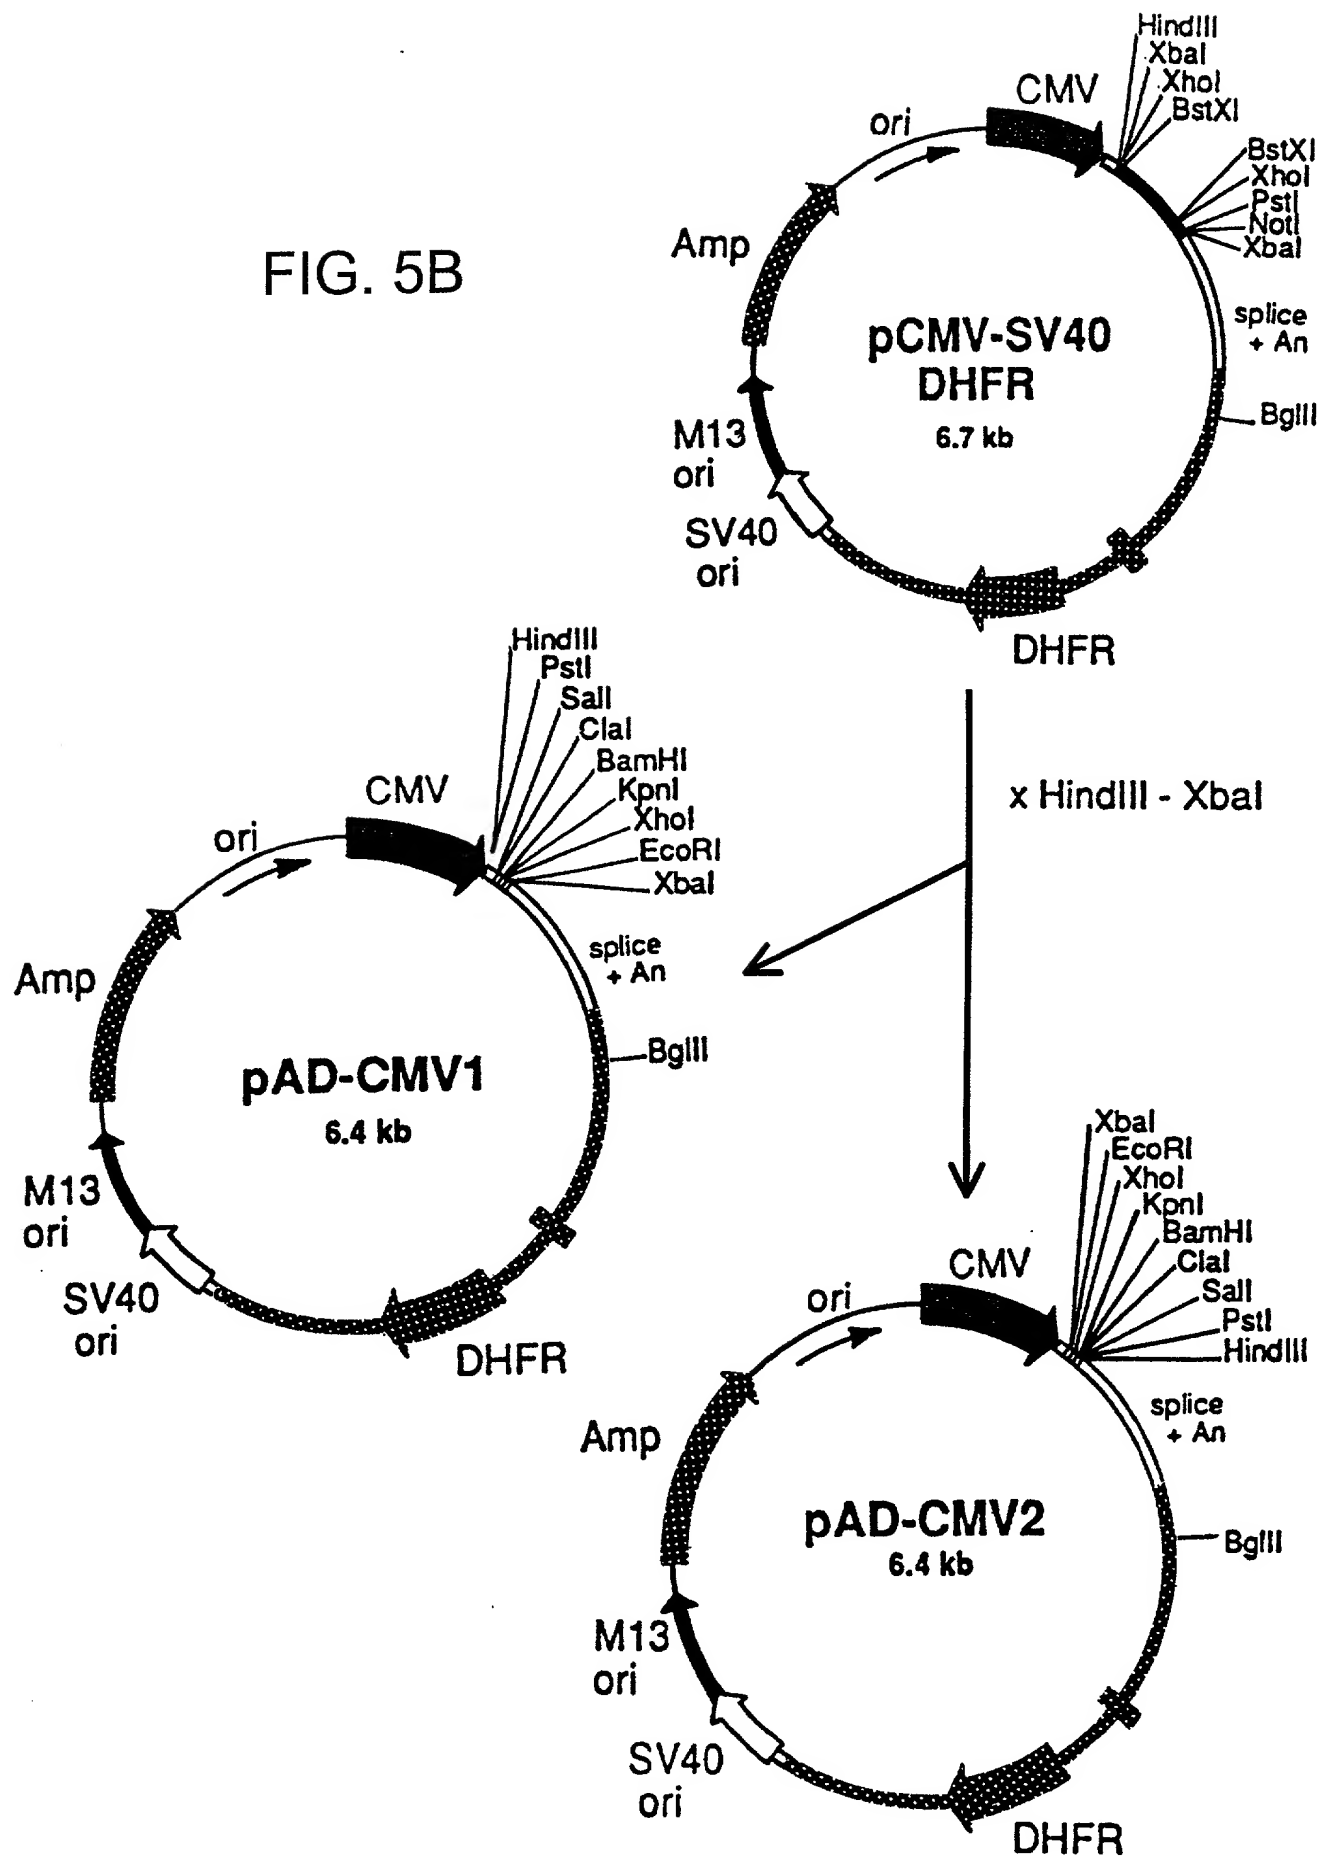 FIG. 5B
HindIII
XbaI
XhoI
BstXI
CMV
ori
BstXI
XhoI
PstI
NotI
XbaI
Amp
splice
+ An
pCMV-SV40
DHFR
6.7 kb
BglII
M13
ori
SV40
ori
DHFR
x HindIII - XbaI
HindIII
PstI
SalI
ClaI
BamHI
KpnI
XhoI
EcoRI
XbaI
CMV
ori
splice
+ An
Amp
BglII
pAD-CMV1
6.4 kb
M13
ori
SV40
ori
DHFR
XbaI
EcoRI
XhoI
KpnI
BamHI
ClaI
SalI
PstI
HindIII
CMV
ori
splice
+ An
Amp
pAD-CMV2
6.4 kb
BglII
M13
ori
SV40
ori
DHFR